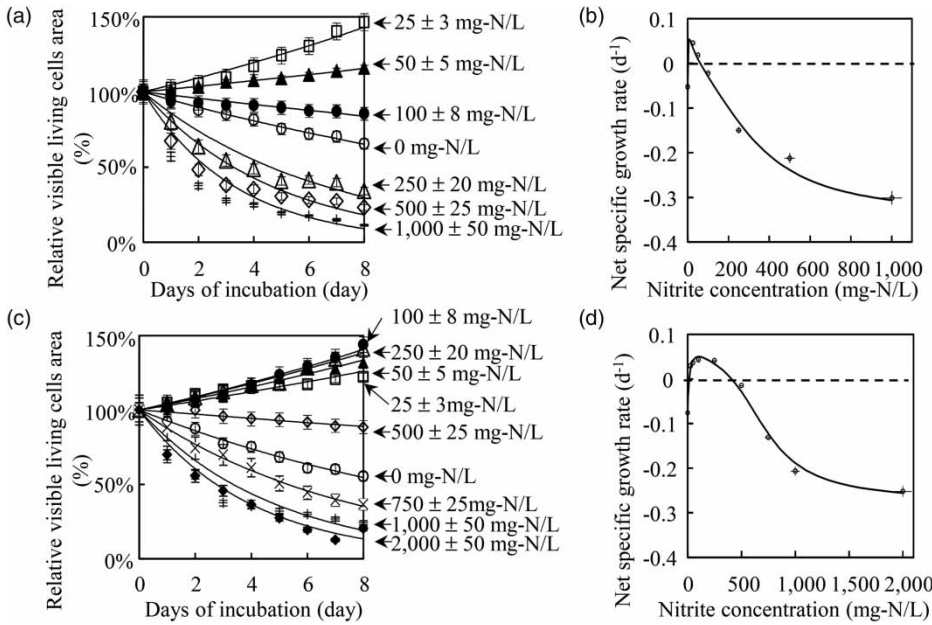 (a)
Relative visible living cells area
(%)
150%
100%
50%
0%
0 2 4 6 8
Days of incubation (day)
25 ± 3 mg-N/L
50 ± 5 mg-N/L
100 ± 8 mg-N/L
0 mg-N/L
250 ± 20 mg-N/L
500 ± 25 mg-N/L
1,000 ± 50 mg-N/L
(b)
Net specific growth rate (d⁻¹)
0.1
0
-0.1
-0.2
-0.3
-0.4
0 200 400 600 800 1,000
Nitrite concentration (mg-N/L)
(c)
Relative visible living cells area
(%)
150%
100%
50%
0%
0 2 4 6 8
Days of incubation (day)
100 ± 8 mg-N/L
250 ± 20 mg-N/L
50 ± 5 mg-N/L
25 ± 3mg-N/L
500 ± 25 mg-N/L
0 mg-N/L
750 ± 25mg-N/L
1,000 ± 50 mg-N/L
2,000 ± 50 mg-N/L
(d)
Net specific growth rate (d⁻¹)
0.1
0
-0.1
-0.2
-0.3
-0.4
0 500 1,000 1,500 2,000
Nitrite concentration (mg-N/L)